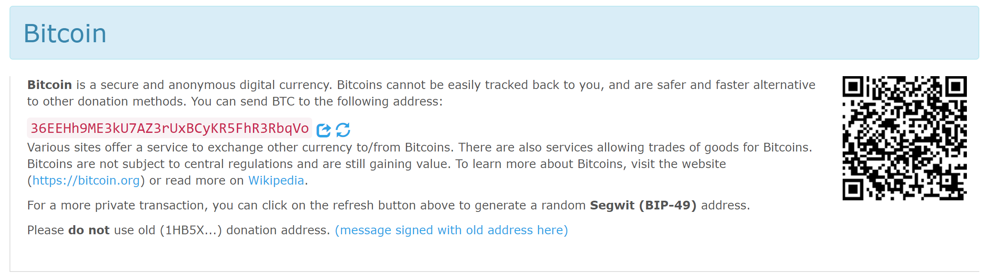 Bitcoin
Bitcoin is a secure and anonymous digital currency. Bitcoins cannot be easily tracked back to you, and are safer and faster alternative
to other donation methods. You can send BTC to the following address:
36EEHh9ME3kU7AZ3rUxBCyKR5FhR3RbqVo
Various sites offer a service to exchange other currency to/from Bitcoins. There are also services allowing trades of goods for Bitcoins.
Bitcoins are not subject to central regulations and are still gaining value. To learn more about Bitcoins, visit the website
(https://bitcoin.org) or read more on Wikipedia.
For a more private transaction, you can click on the refresh button above to generate a random Segwit (BIP-49) address.
Please do not use old (1HB5X...) donation address. (message signed with old address here)